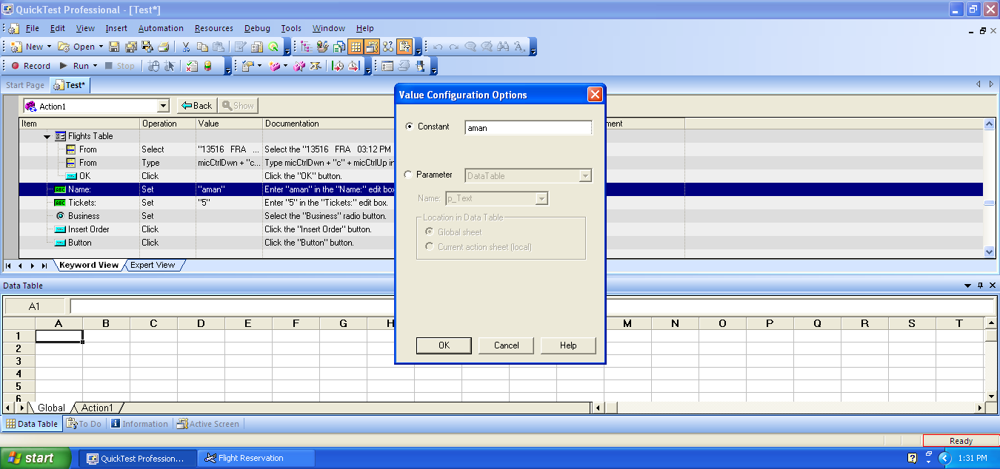 QuickTest Professional - [Test*]
File Edit View Insert Automation Resources Debug Tools Window Help
New Open
Record Run Stop
Start Page Test*
Action1 Back Show
Item Operation Value Documentation
Flights Table
From Select "13516 FRA ... Select the "13516 FRA 03:12 PM
From Type micCtrlDwn + "c... Type micCtrlDwn + "c" + micCtrlUp in
OK Click Click the "OK" button.
Name: Set "aman" Enter "aman" in the "Name:" edit box
Tickets: Set "5" Enter "5" in the "Tickets:" edit box.
Business Set Select the "Business" radio button.
Insert Order Click Click the "Insert Order" button.
Button Click Click the "Button" button.
Keyword View Expert View
Value Configuration Options
Constant aman
Parameter DataTable
Name: p_Text
Location in Data Table
Global sheet
Current action sheet (local)
OK Cancel Help
Data Table
A1
A B C D E F G H M N O P Q R S T
1
2
3
4
5
6
Global Action1
Data Table To Do Information Active Screen
Ready
start QuickTest Profession... Flight Reservation 1:31 PM